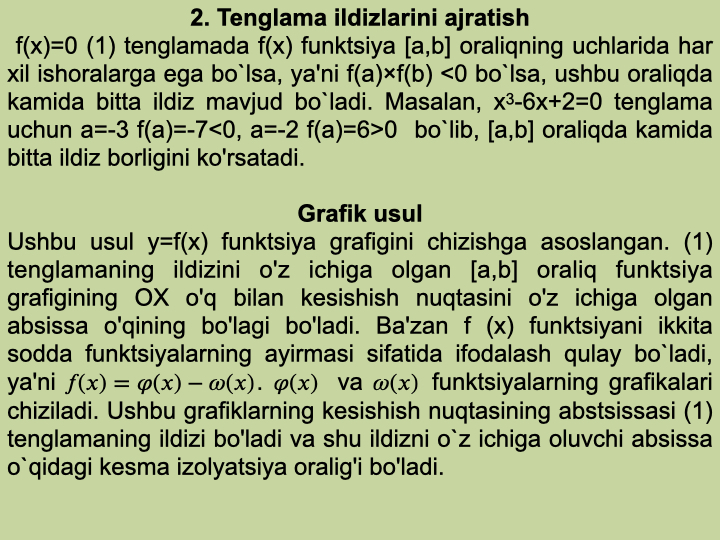 2. Tenglama ildizlarini ajratish
f(x)=0 (1) tenglamada f(x) funktsiya [a,b] oraliqning uchlarida har
xil ishoralarga ega bo`lsa, ya'ni f(a)×f(b) <0 bo`lsa, ushbu oraliqda
kamida bitta ildiz mavjud bo`ladi. Masalan, x³-6x+2=0 tenglama
uchun a=-3 f(a)=-7<0, a=-2 f(a)=6>0 bo`lib, [a,b] oraliqda kamida
bitta ildiz borligini ko'rsatadi.
Grafik usul
Ushbu usul y=f(x) funktsiya grafigini chizishga asoslangan. (1)
tenglamaning ildizini o'z ichiga olgan [a,b] oraliq funktsiya
grafigining OX o'q bilan kesishish nuqtasini o'z ichiga olgan
absissa o'qining bo'lagi bo'ladi. Ba'zan f (x) funktsiyani ikkita
sodda funktsiyalarning ayirmasi sifatida ifodalash qulay bo`ladi,
ya'ni 𝑓(𝑥) = 𝜑(𝑥) − 𝜔(𝑥). 𝜑(𝑥) va 𝜔(𝑥) funktsiyalarning grafikalari
chiziladi. Ushbu grafiklarning kesishish nuqtasining abstsissasi (1)
tenglamaning ildizi bo'ladi va shu ildizni o`z ichiga oluvchi absissa
o`qidagi kesma izolyatsiya oralig'i bo'ladi.